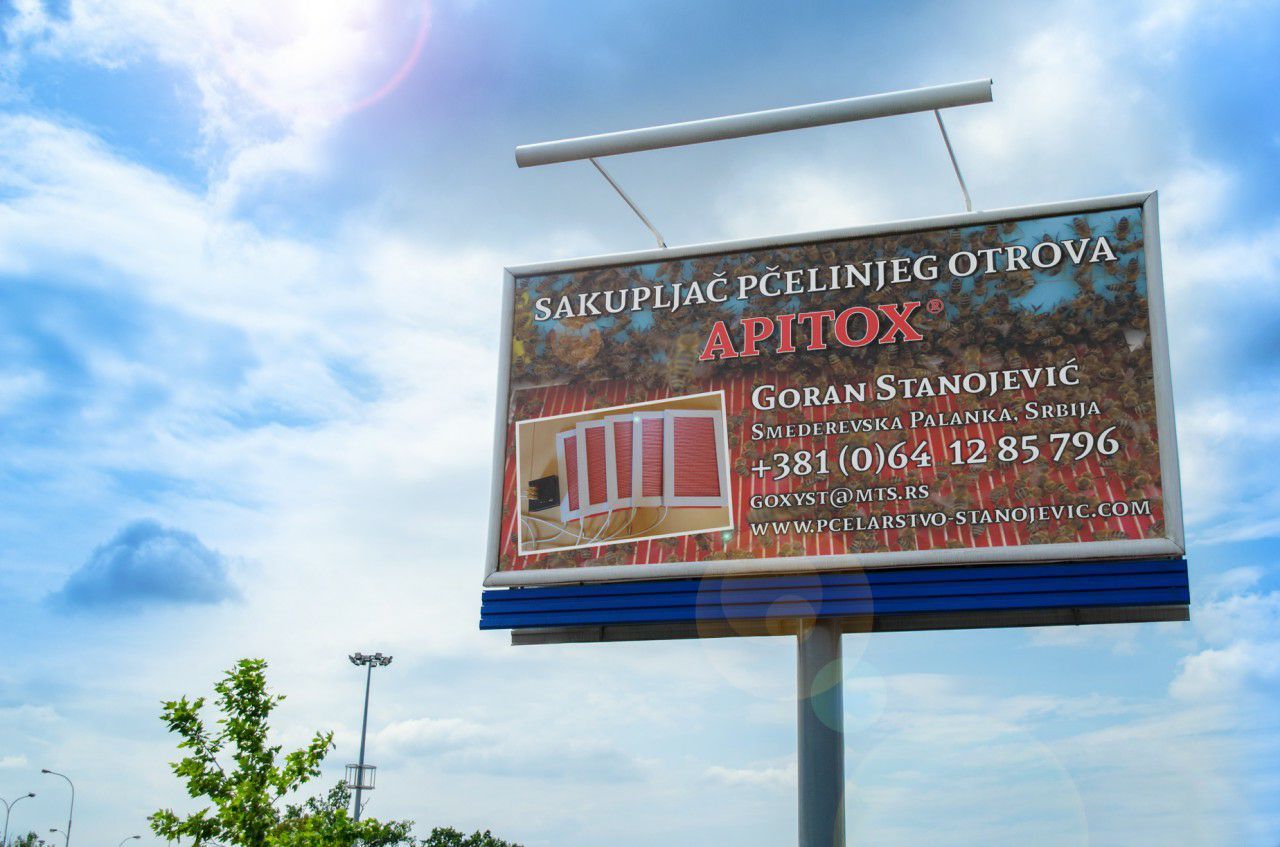 SAKUPLJAČ PČELINJEG OTROVA
APITOX®
GORAN STANOJEVIĆ
SMEDEREVSKA PALANKA, SRBIJA
+381 (0)64 12 85 796
GOXYST@MTS.RS
WWW.PCELARSTVO-STANOJEVIC.COM